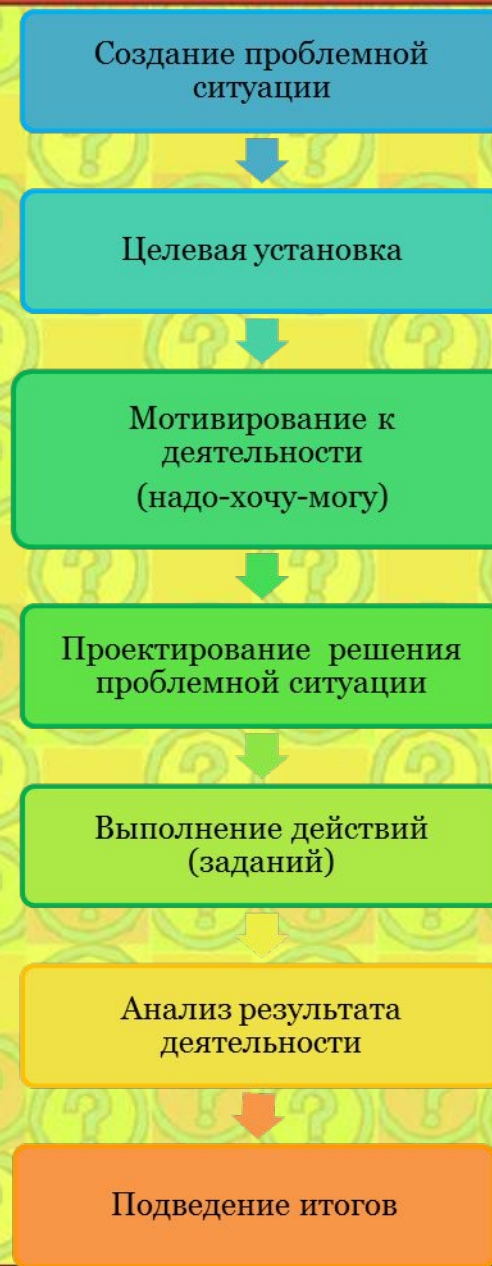 Создание проблемной
ситуации
Целевая установка
Мотивирование к
деятельности
(надо-хочу-могу)
Проектирование решения
проблемной ситуации
Выполнение действий
(заданий)
Анализ результата
деятельности
Подведение итогов